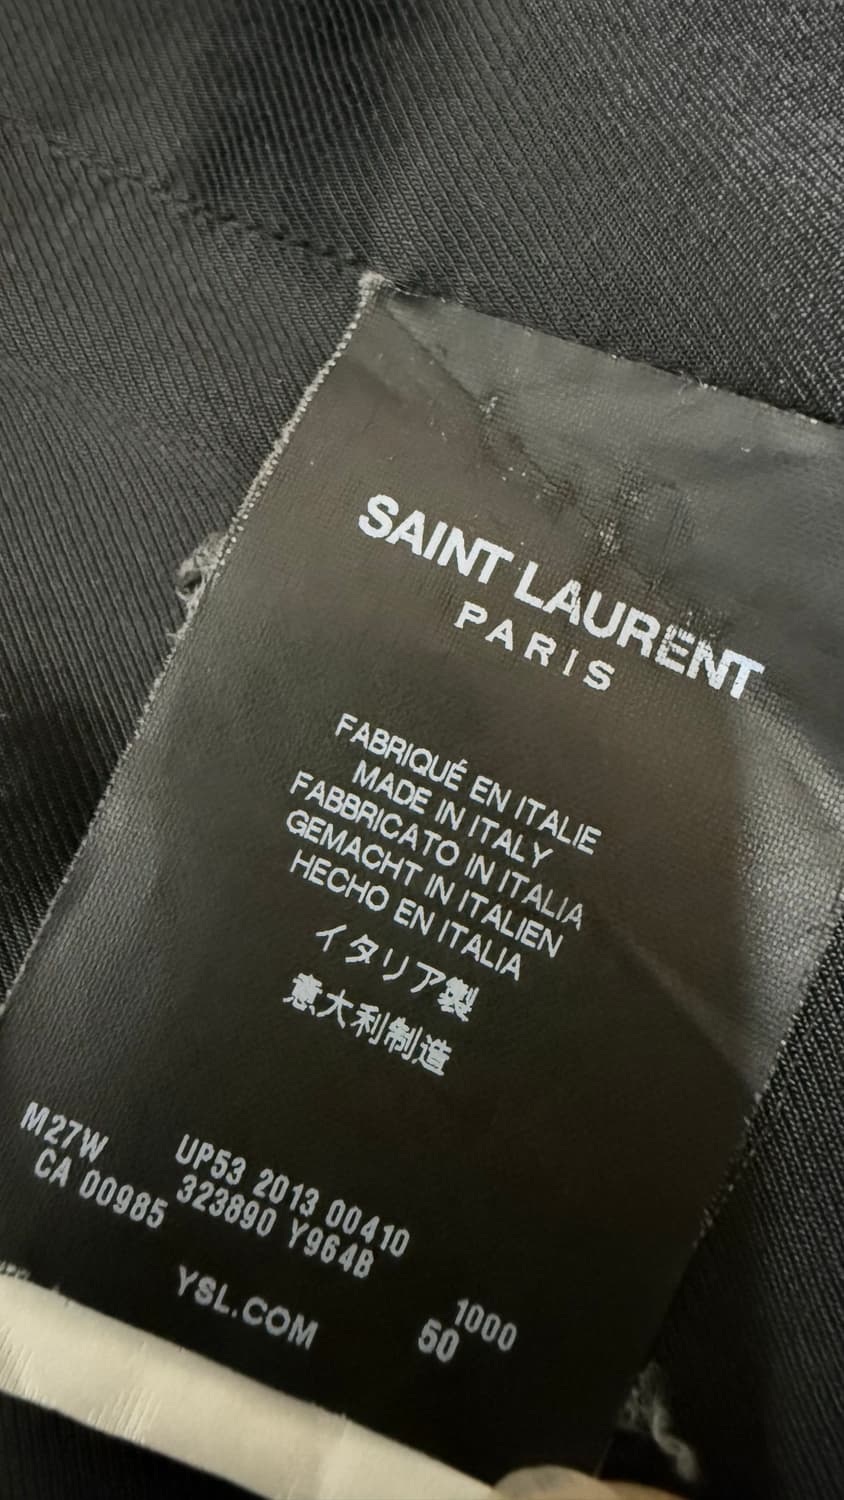 SAINT LAURENT
PARIS
FABRIQUÉ EN ITALIE
MADE IN ITALY
FABBRICATO IN ITALIA
GEMACHT IN ITALIEN
HECHO EN ITALIA
イタリア製
意大利制造
M27W UP53 2013 00410
CA 00985 323890 Y964B
1000
YSL.COM 50